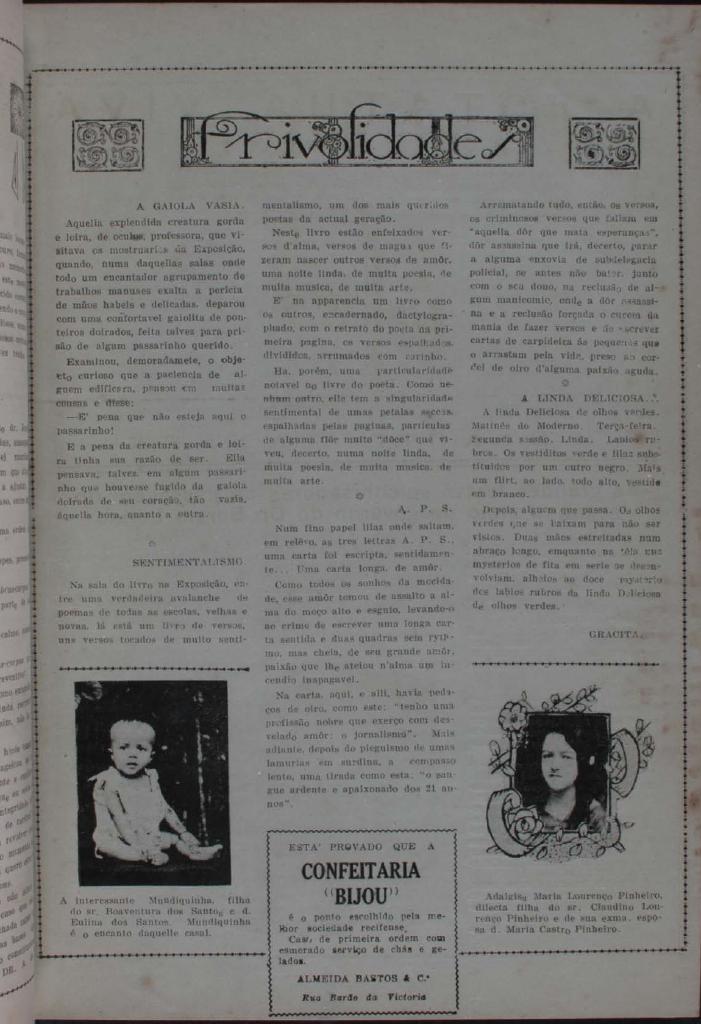 Frivolidades
A GAIOLA VASIA.
Aquella explendida creatura gorda
e loira, de oculos, professora, que vi-
sitava os mostruarios da Exposição,
quando, numa daquellas salas onde
todo um encantador agrupamento de
trabalhos manuaes exalta a pericia
de mãos habeis e delicadas, deparou
com uma confortavel gaiolita de pon-
teiros doirados, feita talvez para pri-
são de algum passarinho querido.
Examinou, demoradamete, o obje-
cto curioso que a paciencia de al-
guem edificara, pensou em muitas
cousas e disse:
—E' pena que não esteja aqui o
passarinho!
E a pena da creatura gorda e loi-
ra tinha sua razão de ser. Ella
pensava, talvez, em algum passari-
nho que houvesse fugido da gaiola
doirada de seu coração, tão vazia,
áquella hora, quanto a outra.
SENTIMENTALISMO
Na sala do livro na Exposição, en-
tre uma verdadeira avalanche de
poemas de todas as escolas, velhas e
novas, lá está um livro de versos,
uns versos tocados de muito senti-
mentalismo, um dos mais queridos
poetas da actual geração.
Neste livro estão enfeixados ver-
sos d'alma, versos de magua que fi-
zeram nascer outros versos de amôr,
uma noite linda, de muita poesia, de
muita musica, de muita arte.
E' na apparencia um livro como
os outros, encadernado, dactylogra-
phado, com o retrato do poeta na pri-
meira pagina, os versos espalhados,
divididos, arrumados com carinho.
Ha, porém, uma particularidade
notavel no livro do poeta. Como ne-
nhum outro, elle tem a singularidade
sentimental de umas petalas seccas,
espalhadas pelas paginas, particulas
de alguma flôr muito "dôce" que vi-
veu, decerto, numa noite linda, de
muita poesia, de muita musica, de
muita arte.
A. P. S.
Num fino papel lilaz onde saltam,
em relêvo, as tres lettras A. P. S.,
uma carta foi escripta, sentidamen-
te... Uma carta longa, de amôr.
Como todos os sonhos da mocida-
de, esse amôr tomou de assalto a al-
ma do moço alto e esguio, levando-o
ao crime de escrever uma longa car-
ta sentida e duas quadras sem ryth-
mo, mas cheia, de seu grande amôr,
paixão que lhe ateiou n'alma um in-
cendio inapagavel.
Na carta, aqui, e alli, havia peda-
ços de oiro, como este: "tenho uma
profissão nobre que exerço com des-
velado amôr: o jornalismo". Mais
adiante, depois do pieguismo de umas
lamurias em surdina, a compasso
lento, uma tirada como esta: "o san-
gue ardente e apaixonado dos 21 an-
nos".
Arrematando tudo, então, os versos,
os criminosos versos que fallam em
"aquella dôr que mata esperanças",
dôr assassina que irá, decerto, parar
a alguma enxovia de subdelegacia
policial, se antes não bater, junto
com o seu dono, na reclusão de al-
gum manicomio, onde a dôr assassi-
na e a reclusão forçada o curem da
mania de fazer versos e de escrever
cartas de carpideira ás pequenas que
o arrastam pela vida, preso ao cor-
del de oiro d'alguma paixão aguda.
A LINDA DELICIOSA...
A linda Deliciosa de olhos verdes.
Matinée do Moderno. Terça-feira.
Segunda sessão. Linda. Labios ru-
bros. Os vestiditos verde e lilaz subs-
tituidos por um outro negro. Mais
um flirt, ao lado, todo alto, vestido
em branco.
Depois, alguem que passa. Os olhos
verdes que se baixam para não ser
vistos. Duas mãos estreitadas num
abraço longo, emquanto na téla uns
mysterios de fita em serie se desen-
volviam, alheios ao doce mysterio
dos labios rubros da linda Deliciosa
de olhos verdes.
GRACITA.
A interessante Mundiquinha, filha
do sr. Boaventura dos Santos e d.
Eulina dos Santos. Mundiquinha
é o encanto daquelle casal.
ESTA' PROVADO QUE A
CONFEITARIA
"BIJOU"
é o ponto escolhido pela me-
lhor sociedade recifense.
Casa de primeira ordem com
esmerado serviço de chás e ge-
lados.
ALMEIDA BASTOS & C.ª
Rua Barão da Victoria
Adalgisa Maria Lourenço Pinheiro,
dilecta filha do sr. Claudino Lou-
renço Pinheiro e de sua exma. espo-
sa d. Maria Castro Pinheiro.